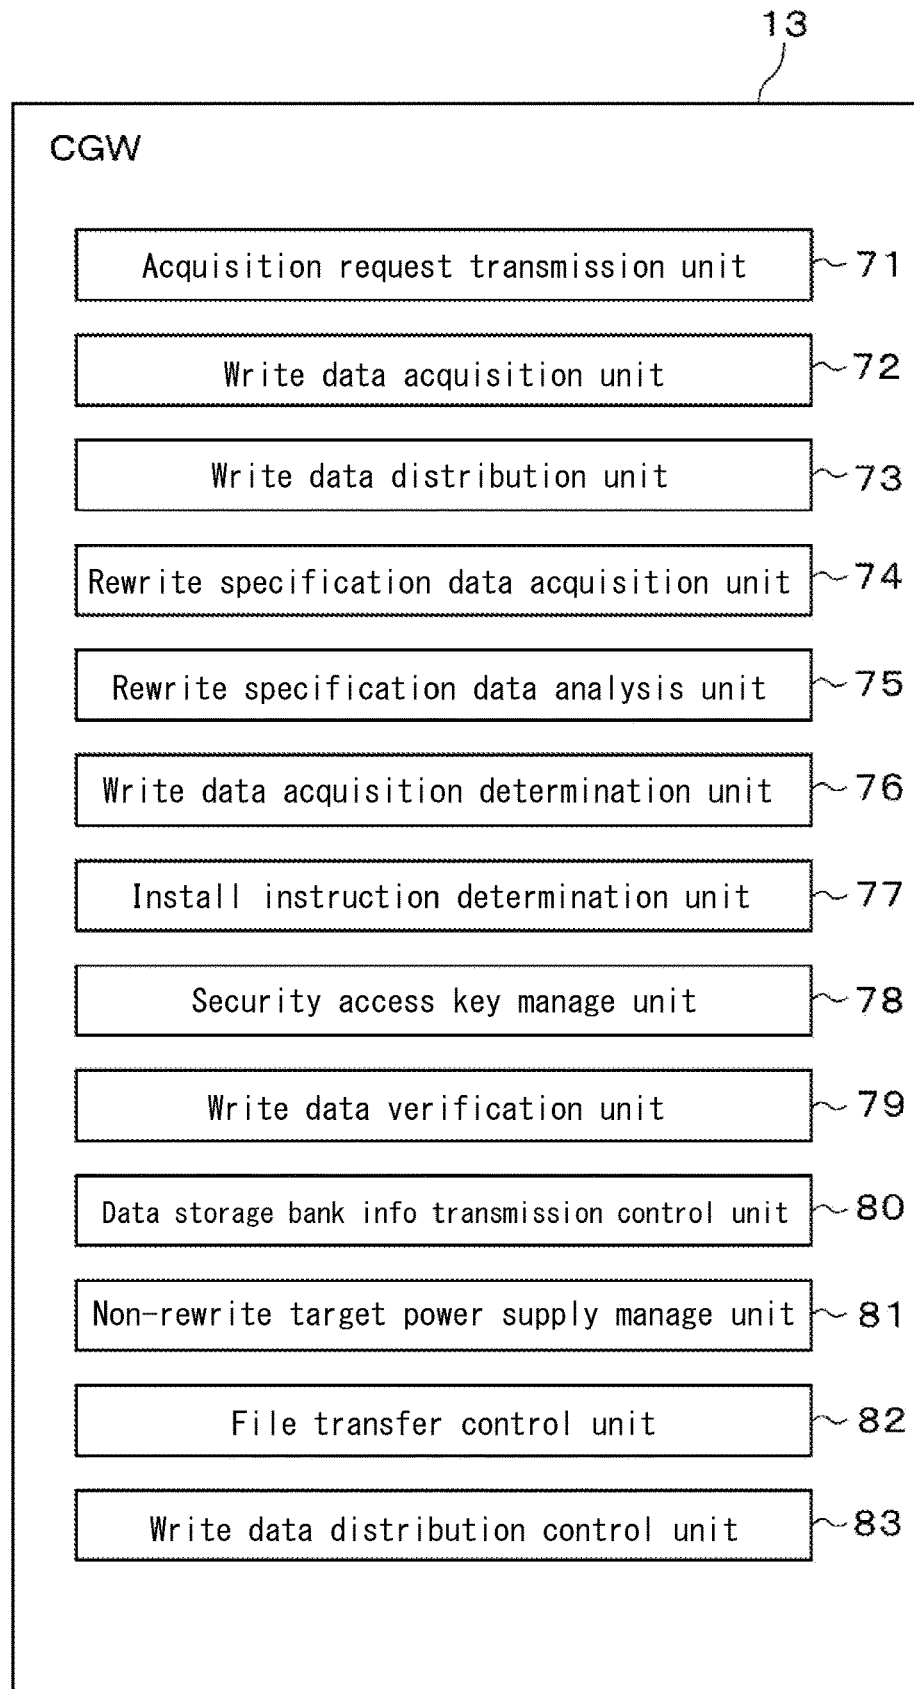 13
CGW
Acquisition request transmission unit 71
Write data acquisition unit 72
Write data distribution unit 73
Rewrite specification data acquisition unit 74
Rewrite specification data analysis unit 75
Write data acquisition determination unit 76
Install instruction determination unit 77
Security access key manage unit 78
Write data verification unit 79
Data storage bank info transmission control unit 80
Non-rewrite target power supply manage unit 81
File transfer control unit 82
Write data distribution control unit 83